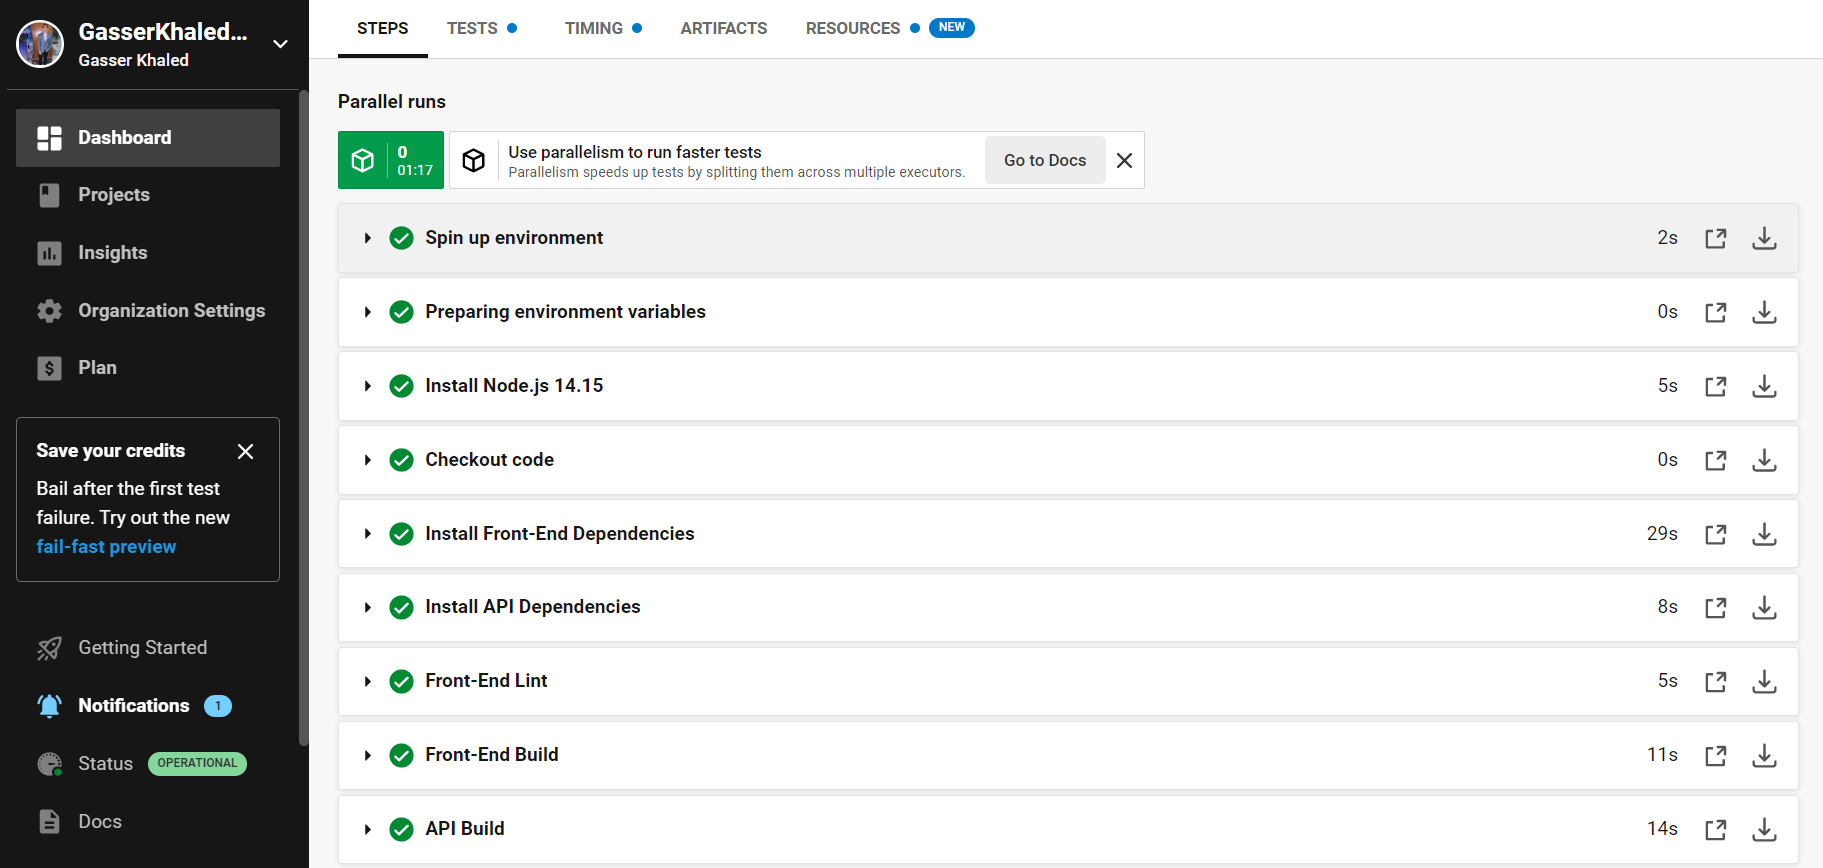 GasserKhaled...
Gasser Khaled
Dashboard
Projects
Insights
Organization Settings
Plan
Save your credits
Bail after the first test
failure. Try out the new
fail-fast preview
Getting Started
Notifications 1
Status OPERATIONAL
Docs
STEPS TESTS TIMING ARTIFACTS RESOURCES NEW
Parallel runs
0
01:17
Use parallelism to run faster tests
Parallelism speeds up tests by splitting them across multiple executors.
Go to Docs
Spin up environment 2s
Preparing environment variables 0s
Install Node.js 14.15 5s
Checkout code 0s
Install Front-End Dependencies 29s
Install API Dependencies 8s
Front-End Lint 5s
Front-End Build 11s
API Build 14s